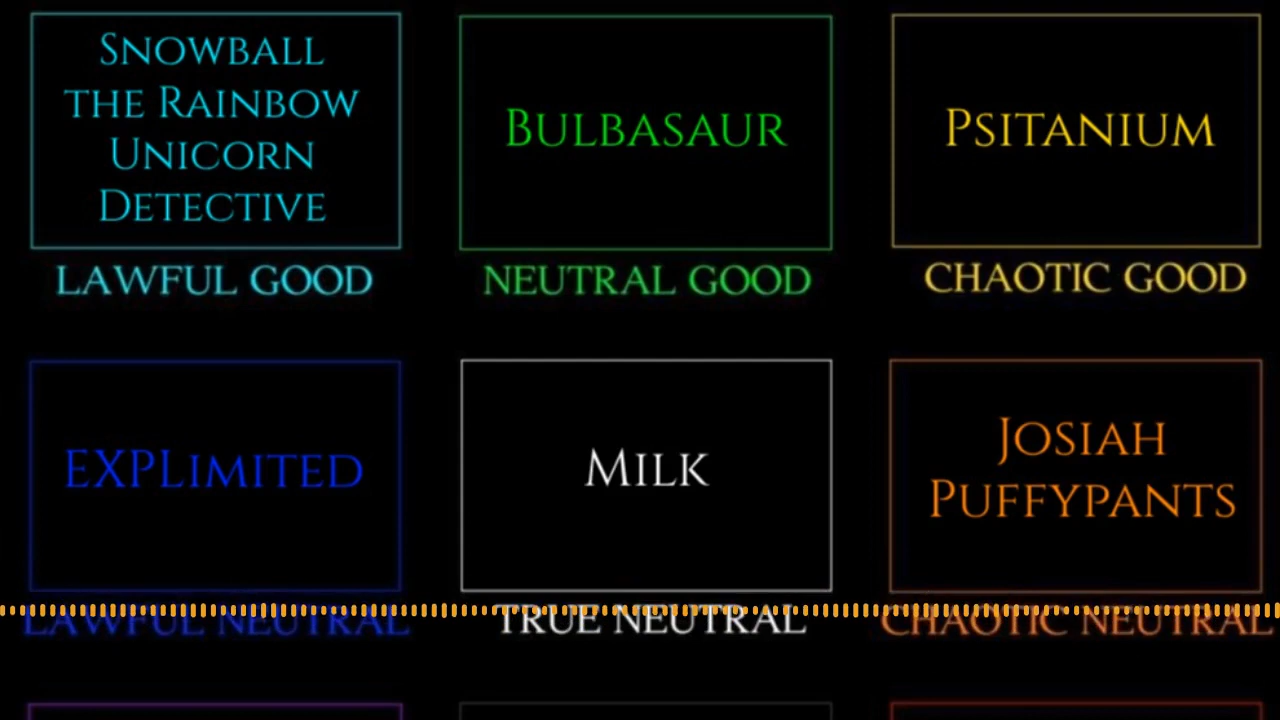 Snowball
the Rainbow
Unicorn
Detective
LAWFUL GOOD
Bulbasaur
NEUTRAL GOOD
Psitanium
CHAOTIC GOOD
EXPLimited
LAWFUL NEUTRAL
Milk
TRUE NEUTRAL
Josiah
Puffypants
CHAOTIC NEUTRAL